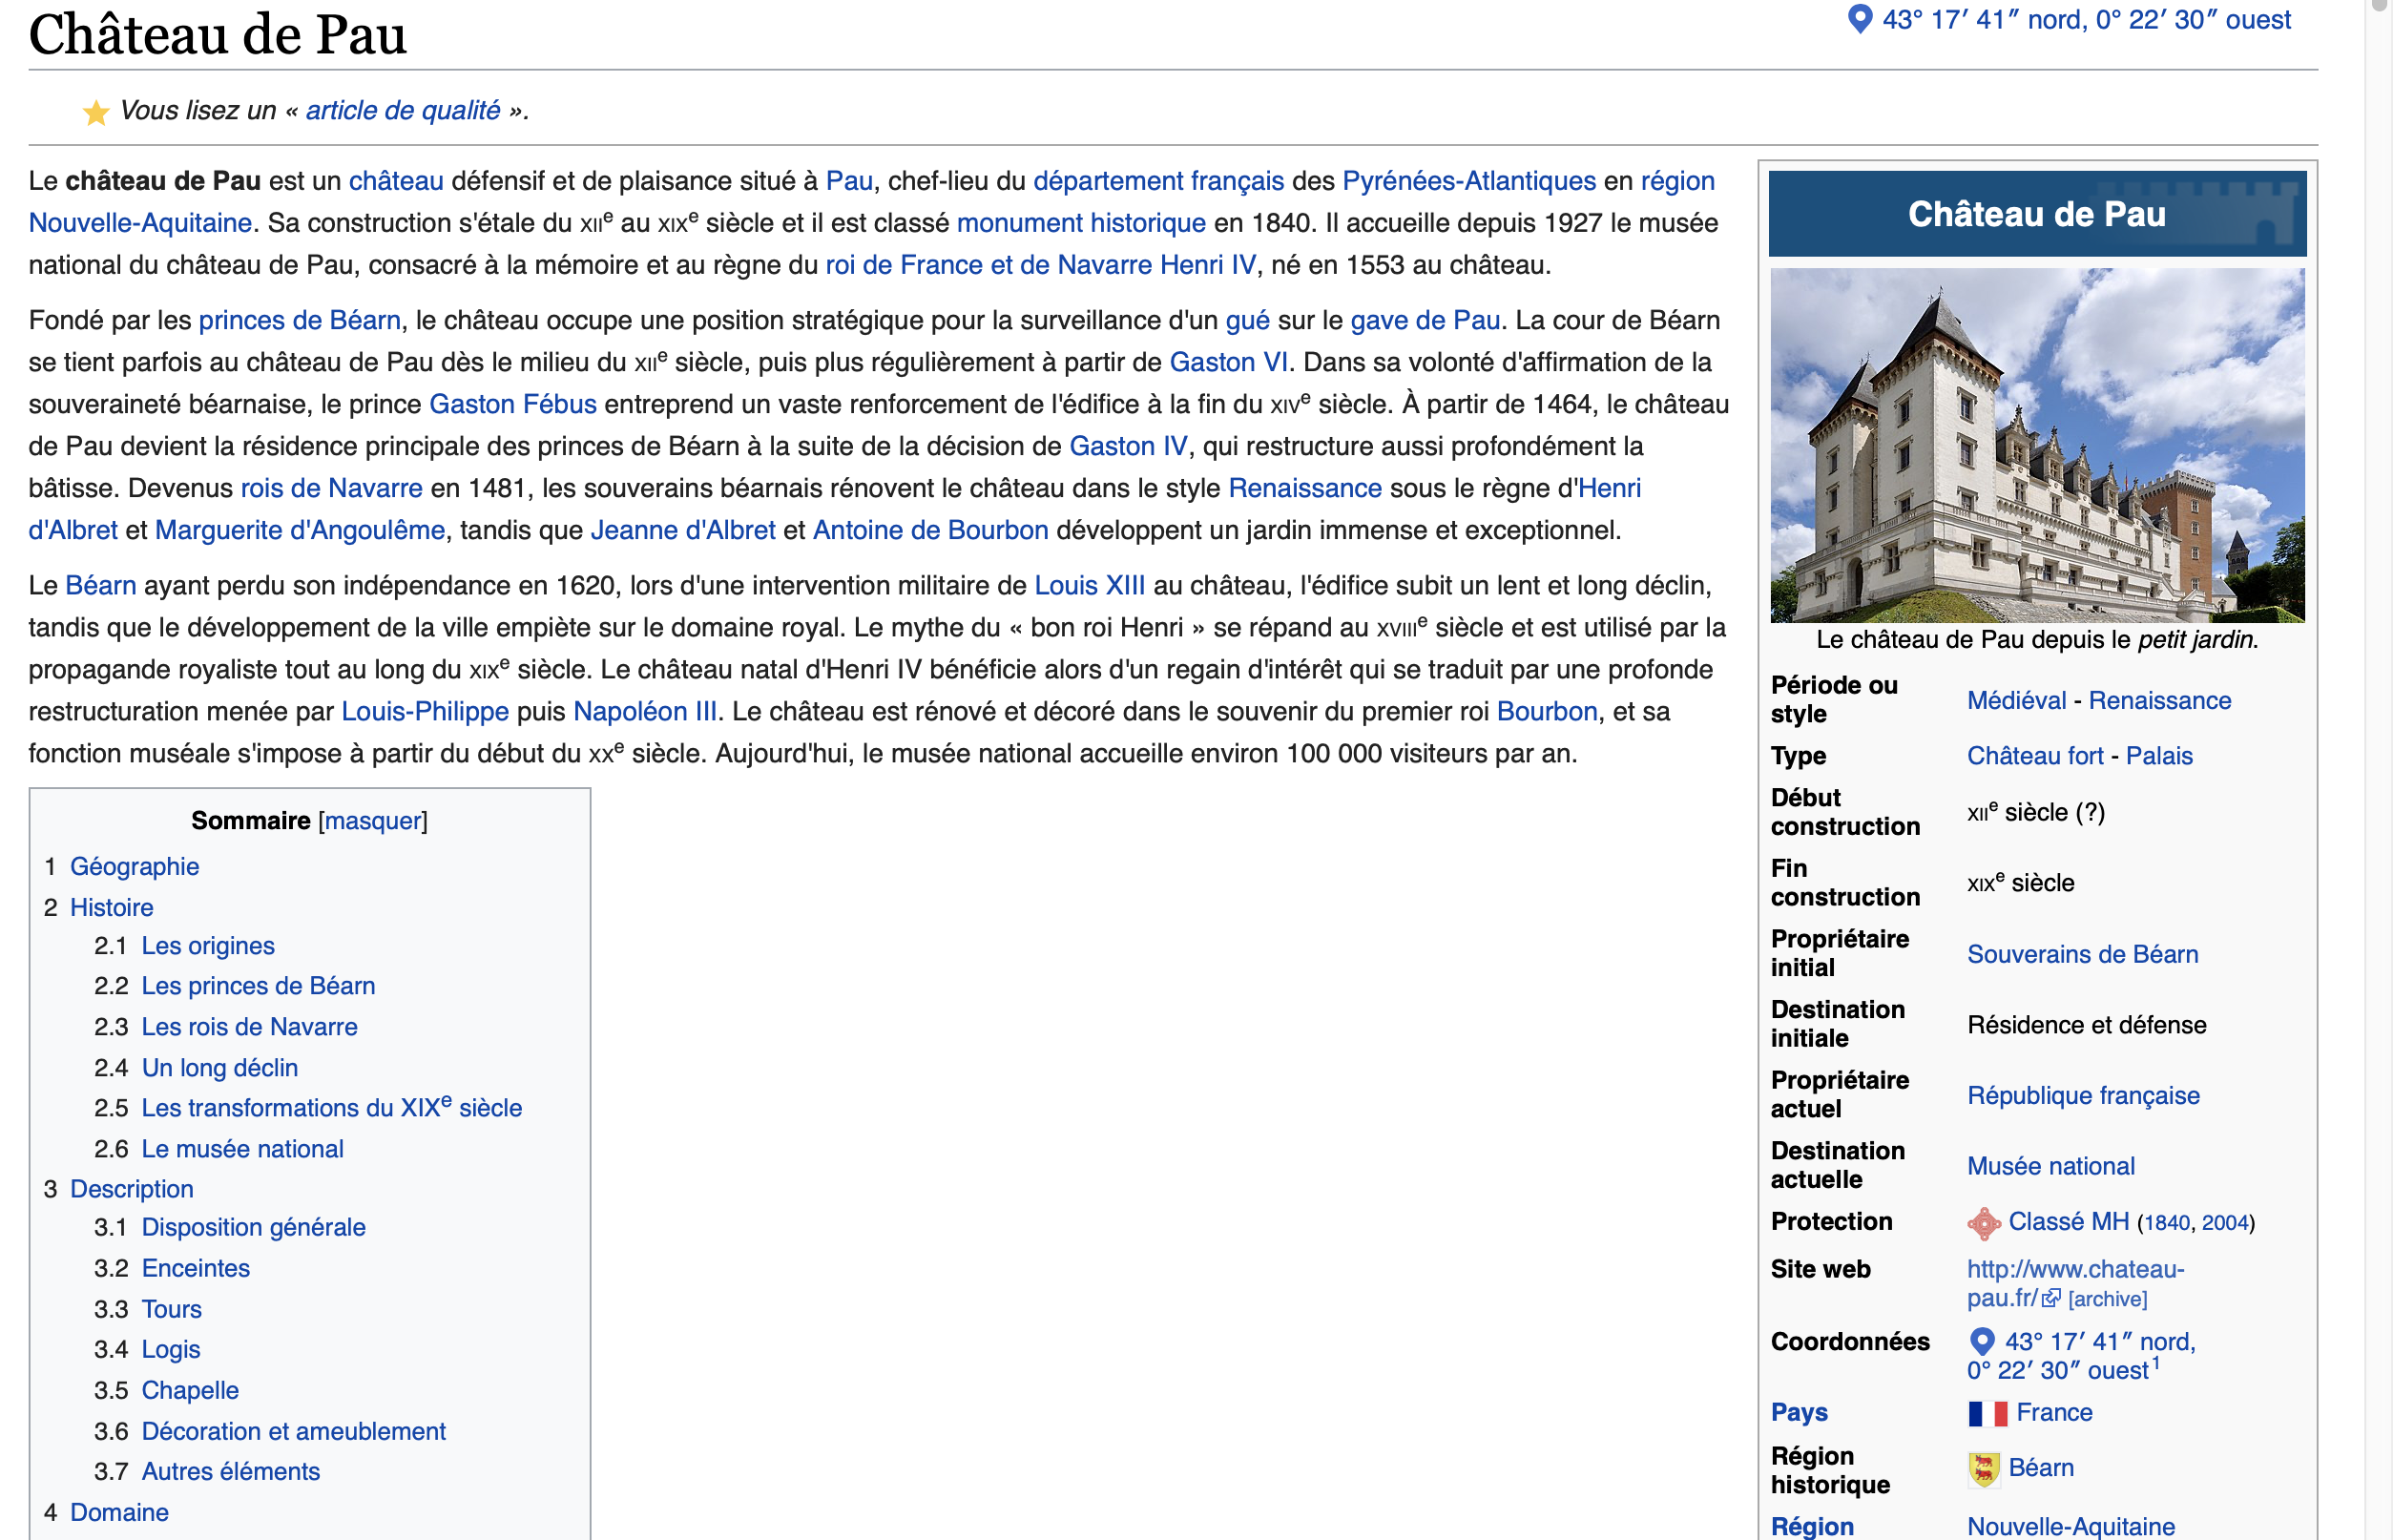 Château de Pau
43° 17′ 41″ nord, 0° 22′ 30″ ouest
Vous lisez un « article de qualité ».
Le château de Pau est un château défensif et de plaisance situé à Pau, chef-lieu du département français des Pyrénées-Atlantiques en région
Nouvelle-Aquitaine. Sa construction s'étale du XIIe au XIXe siècle et il est classé monument historique en 1840. Il accueille depuis 1927 le musée
national du château de Pau, consacré à la mémoire et au règne du roi de France et de Navarre Henri IV, né en 1553 au château.
Fondé par les princes de Béarn, le château occupe une position stratégique pour la surveillance d'un gué sur le gave de Pau. La cour de Béarn
se tient parfois au château de Pau dès le milieu du XIIe siècle, puis plus régulièrement à partir de Gaston VI. Dans sa volonté d'affirmation de la
souveraineté béarnaise, le prince Gaston Fébus entreprend un vaste renforcement de l'édifice à la fin du XIVe siècle. À partir de 1464, le château
de Pau devient la résidence principale des princes de Béarn à la suite de la décision de Gaston IV, qui restructure aussi profondément la
bâtisse. Devenus rois de Navarre en 1481, les souverains béarnais rénovent le château dans le style Renaissance sous le règne d'Henri
d'Albret et Marguerite d'Angoulême, tandis que Jeanne d'Albret et Antoine de Bourbon développent un jardin immense et exceptionnel.
Le Béarn ayant perdu son indépendance en 1620, lors d'une intervention militaire de Louis XIII au château, l'édifice subit un lent et long déclin,
tandis que le développement de la ville empiète sur le domaine royal. Le mythe du « bon roi Henri » se répand au XVIIIe siècle et est utilisé par la
propagande royaliste tout au long du XIXe siècle. Le château natal d'Henri IV bénéficie alors d'un regain d'intérêt qui se traduit par une profonde
restructuration menée par Louis-Philippe puis Napoléon III. Le château est rénové et décoré dans le souvenir du premier roi Bourbon, et sa
fonction muséale s'impose à partir du début du XXe siècle. Aujourd'hui, le musée national accueille environ 100 000 visiteurs par an.
Sommaire [masquer]
1 Géographie
2 Histoire
2.1 Les origines
2.2 Les princes de Béarn
2.3 Les rois de Navarre
2.4 Un long déclin
2.5 Les transformations du XIXe siècle
2.6 Le musée national
3 Description
3.1 Disposition générale
3.2 Enceintes
3.3 Tours
3.4 Logis
3.5 Chapelle
3.6 Décoration et ameublement
3.7 Autres éléments
4 Domaine
Château de Pau
Le château de Pau depuis le petit jardin.
Période ou
style
Médiéval - Renaissance
Type
Château fort - Palais
Début
construction
XIIe siècle (?)
Fin
construction
XIXe siècle
Propriétaire
initial
Souverains de Béarn
Destination
initiale
Résidence et défense
Propriétaire
actuel
République française
Destination
actuelle
Musée national
Protection
Classé MH (1840, 2004)
Site web
http://www.chateau-
pau.fr/ [archive]
Coordonnées
43° 17′ 41″ nord,
0° 22′ 30″ ouest1
Pays
France
Région
historique
Béarn
Région
Nouvelle-Aquitaine